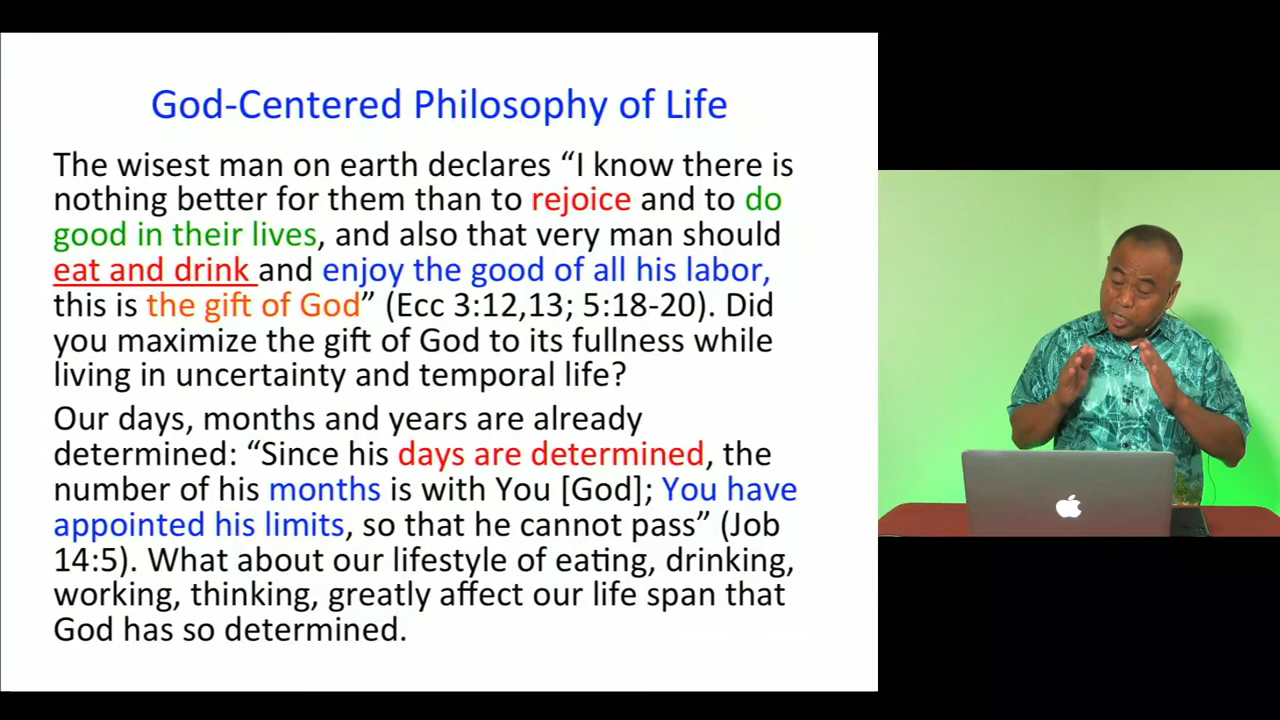 God-Centered Philosophy of Life
The wisest man on earth declares “I know there is
nothing better for them than to rejoice and to do
good in their lives, and also that very man should
eat and drink and enjoy the good of all his labor,
this is the gift of God” (Ecc 3:12,13; 5:18-20). Did
you maximize the gift of God to its fullness while
living in uncertainty and temporal life?
Our days, months and years are already
determined: “Since his days are determined, the
number of his months is with You [God]; You have
appointed his limits, so that he cannot pass” (Job
14:5). What about our lifestyle of eating, drinking,
working, thinking, greatly affect our life span that
God has so determined.